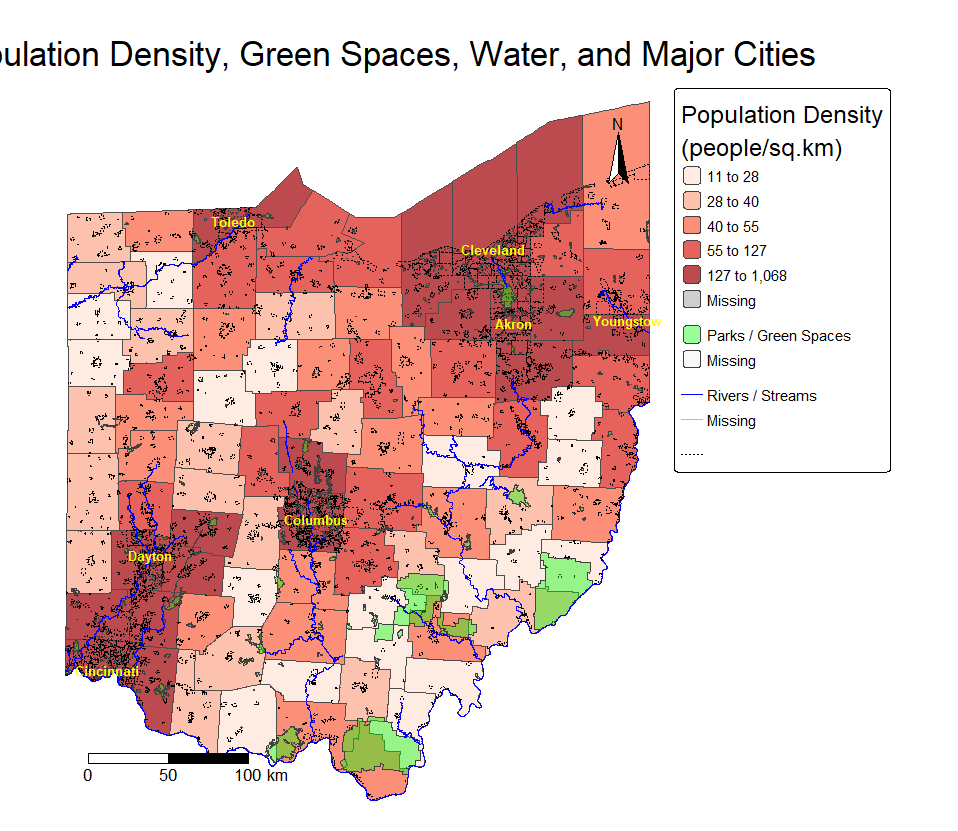 pulation Density, Green Spaces, Water, and Major Cities
N
Population Density
(people/sq.km)
11 to 28
28 to 40
40 to 55
55 to 127
127 to 1,068
Missing
Parks / Green Spaces
Missing
Rivers / Streams
Missing
Toledo
Cleveland
Akron
Youngstow
Columbus
Dayton
Cincinnati
0 50 100 km